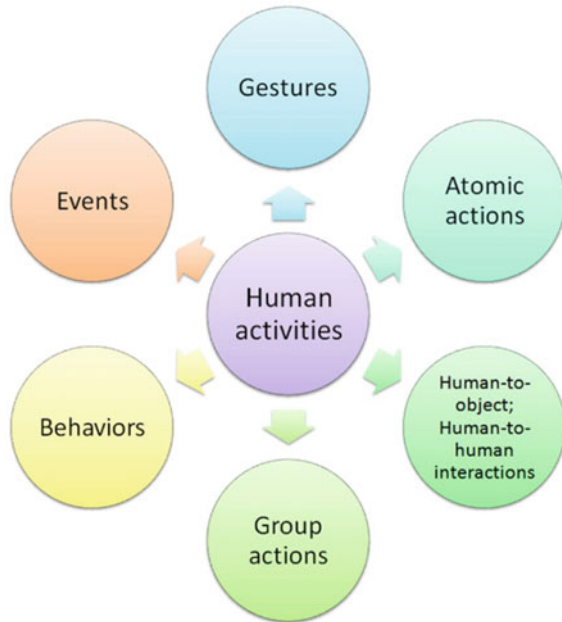 Gestures
Atomic
actions
Human-to-
object;
Human-to-
human
interactions
Group
actions
Behaviors
Events
Human
activities